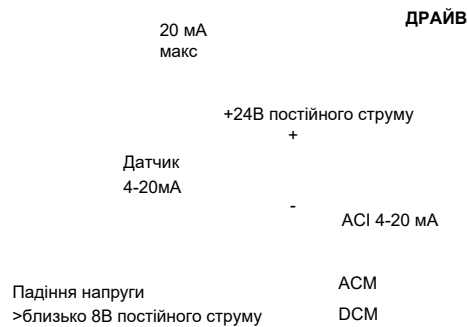 ДРАЙВ
20 мА
макс
+24В постійного струму
+
Датчик
4-20мА
-
ACI 4-20 мА
Падіння напруги
>близько 8В постійного струму
ACM
DCM